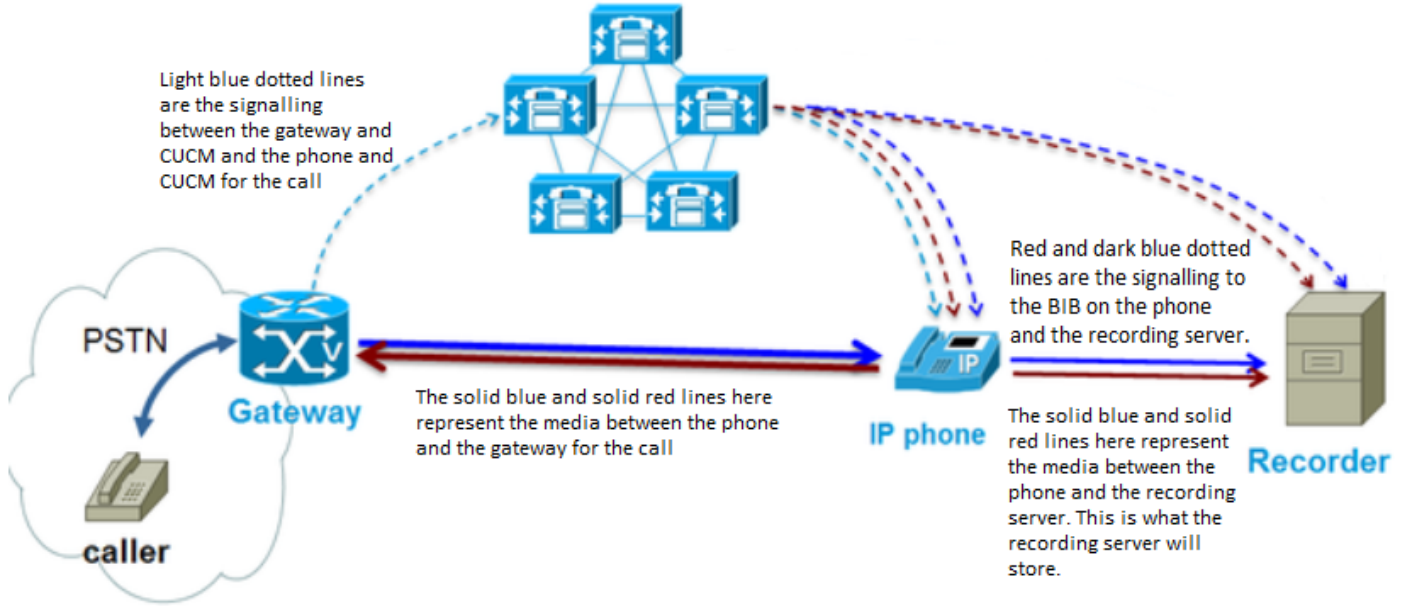 Light blue dotted lines
are the signalling
between the gateway and
CUCM and the phone and
CUCM for the call
PSTN
V
Gateway
caller
The solid blue and solid red lines here
represent the media between the phone
and the gateway for the call
IP
IP phone
Red and dark blue dotted
lines are the signalling to
the BIB on the phone
and the recording server.
The solid blue and solid
red lines here represent
the media between the
phone and the recording
server. This is what the
recording server will
store.
Recorder